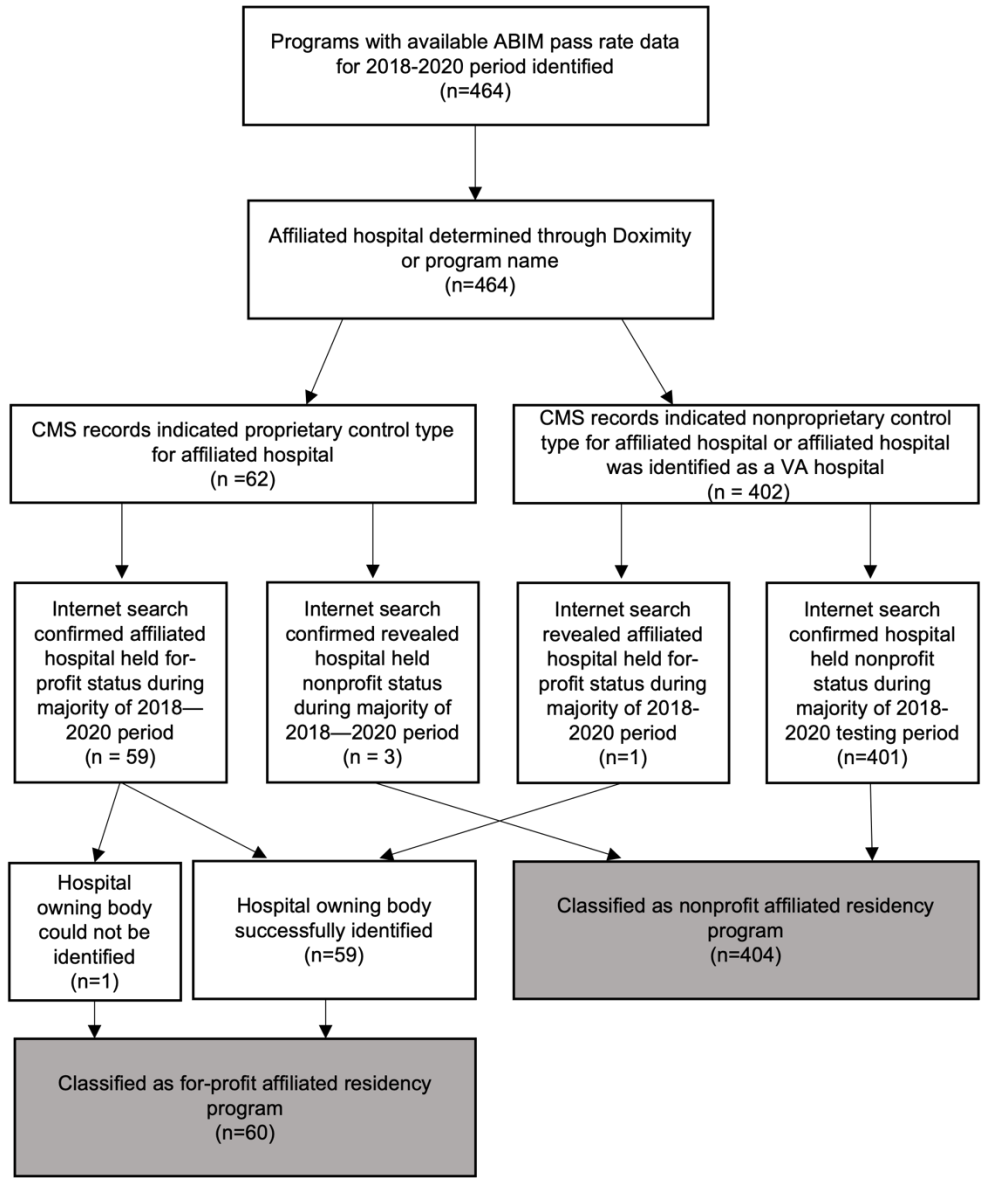 Programs with available ABIM pass rate data
for 2018-2020 period identified
(n=464)
Affiliated hospital determined through Doximity
or program name
(n=464)
CMS records indicated proprietary control type
for affiliated hospital
(n =62)
CMS records indicated nonproprietary control
type for affiliated hospital or affiliated hospital
was identified as a VA hospital
(n = 402)
Internet search
confirmed affiliated
hospital held for-
profit status during
majority of 2018—
2020 period
(n = 59)
Internet search
confirmed revealed
hospital held
nonprofit status
during majority of
2018—2020 period
(n = 3)
Internet search
revealed affiliated
hospital held for-
profit status during
majority of 2018-
2020 period
(n=1)
Internet search
confirmed hospital
held nonprofit
status during
majority of 2018-
2020 testing period
(n=401)
Hospital
owning body
could not be
identified
(n=1)
Hospital owning body
successfully identified
(n=59)
Classified as nonprofit affiliated residency
program
(n=404)
Classified as for-profit affiliated residency
program
(n=60)